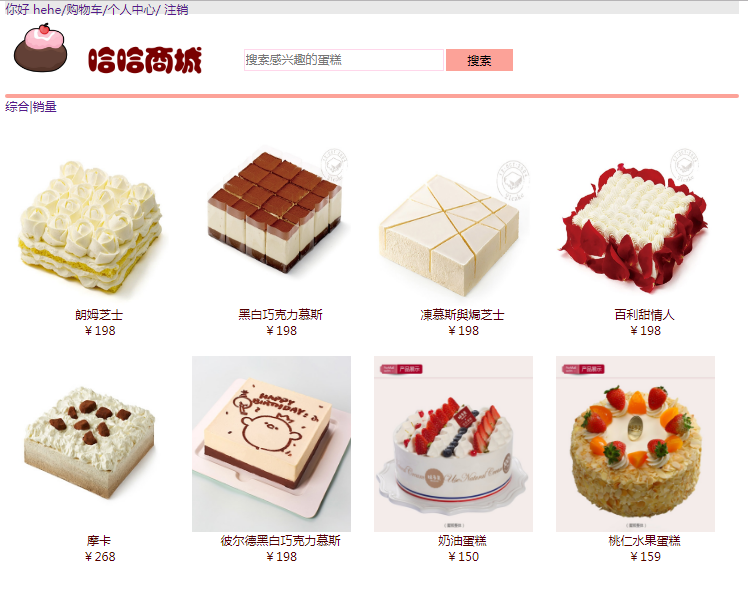 你好 hehe/购物车/个人中心/ 注销
哈哈商城
搜索感兴趣的蛋糕
搜索
综合|销量
朗姆芝士
￥198
黑白巧克力慕斯
￥198
凍慕斯與焗芝士
￥198
百利甜情人
￥198
HAPPY
BIRTHDAY
产品展示
产品展示
摩卡
￥268
彼尔德黑白巧克力慕斯
￥198
奶油蛋糕
￥150
桃仁水果蛋糕
￥159